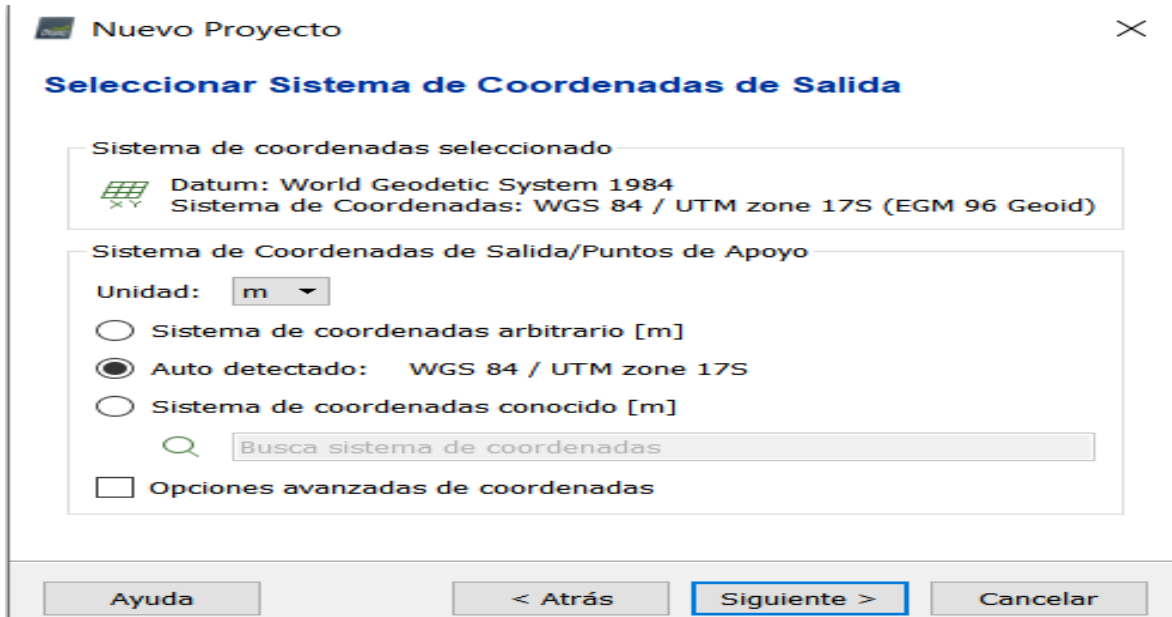 Nuevo Proyecto
Seleccionar Sistema de Coordenadas de Salida
Sistema de coordenadas seleccionado
Datum: World Geodetic System 1984
Sistema de Coordenadas: WGS 84 / UTM zone 17S (EGM 96 Geoid)
X Y
Sistema de Coordenadas de Salida/Puntos de Apoyo
Unidad: m
Sistema de coordenadas arbitrario [m]
Auto detectado: WGS 84 / UTM zone 17S
Sistema de coordenadas conocido [m]
Busca sistema de coordenadas
Opciones avanzadas de coordenadas
Ayuda < Atrás Siguiente > Cancelar